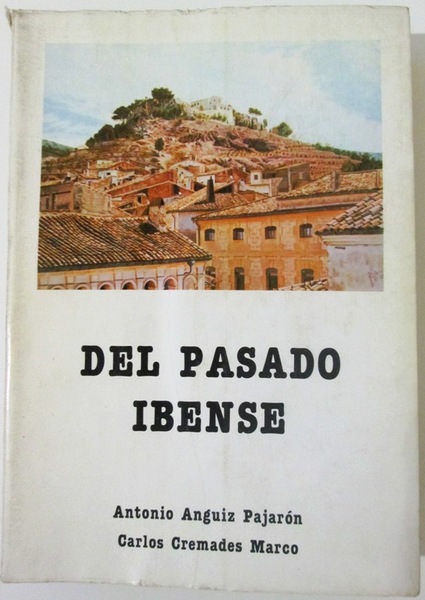 DEL PASADO
IBENSE
Antonio Anguiz Pajarón
Carlos Cremades Marco